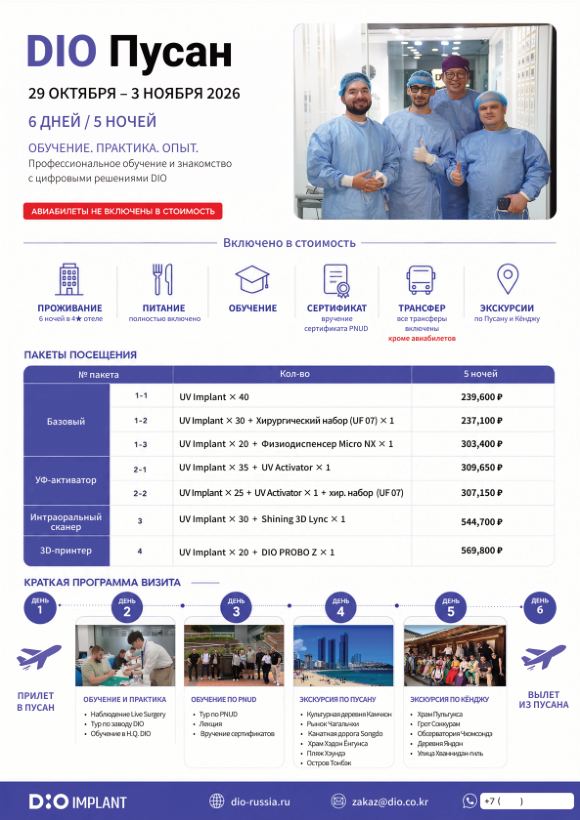 DIO Пусан
29 ОКТЯБРЯ – 3 НОЯБРЯ 2026
6 ДНЕЙ / 5 НОЧЕЙ
ОБУЧЕНИЕ. ПРАКТИКА. ОПЫТ.
Профессиональное обучение и знакомство
с цифровыми решениями DIO
АВИАБИЛЕТЫ НЕ ВКЛЮЧЕНЫ В СТОИМОСТЬ
Включено в стоимость
ПРОЖИВАНИЕ
6 ночей в 4★ отеле
ПИТАНИЕ
полностью включено
ОБУЧЕНИЕ
СЕРТИФИКАТ
вручение
сертификата PNUD
ТРАНСФЕР
все трансферы
включены
кроме авиабилетов
ЭКСКУРСИИ
по Пусану и Кёнджу
ПАКЕТЫ ПОСЕЩЕНИЯ
№ пакета Кол-во 5 ночей
Базовый
1-1 UV Implant × 40 239,600 ₽
1-2 UV Implant × 30 + Хирургический набор (UF 07) × 1 237,100 ₽
1-3 UV Implant × 20 + Физиодиспенсер Micro NX × 1 303,400 ₽
УФ-активатор
2-1 UV Implant × 35 + UV Activator × 1 309,650 ₽
2-2 UV Implant × 25 + UV Activator × 1 + хир. набор (UF 07) 307,150 ₽
Интраоральный
сканер
3 UV Implant × 30 + Shining 3D Lync × 1 544,700 ₽
3D-принтер 4 UV Implant × 20 + DIO PROBO Z × 1 569,800 ₽
КРАТКАЯ ПРОГРАММА ВИЗИТА
ДЕНЬ
1
ПРИЛЕТ
В ПУСАН
ДЕНЬ
2
ОБУЧЕНИЕ И ПРАКТИКА
• Наблюдение Live Surgery
• Тур по заводу DIO
• Обучение в H.Q. DIO
ДЕНЬ
3
ОБУЧЕНИЕ ПО PNUD
• Тур по PNUD
• Лекция
• Вручение сертификатов
ДЕНЬ
4
ЭКСКУРСИЯ ПО ПУСАНУ
• Культурная деревня Камчон
• Рынок Чагальчхи
• Канатная дорога Songdo
• Храм Хэдон Ёнгунса
• Пляж Хэундэ
• Остров Тонбэк
ДЕНЬ
5
ЭКСКУРСИЯ ПО КЁНДЖУ
• Храм Пульгукса
• Грот Соккурам
• Обсерватория Чхомсондэ
• Деревня Яндон
• Улица Хваннидан-гиль
ДЕНЬ
6
ВЫЛЕТ
ИЗ ПУСАНА
DIO IMPLANT
dio-russia.ru
zakaz@dio.co.kr
+7 ( )